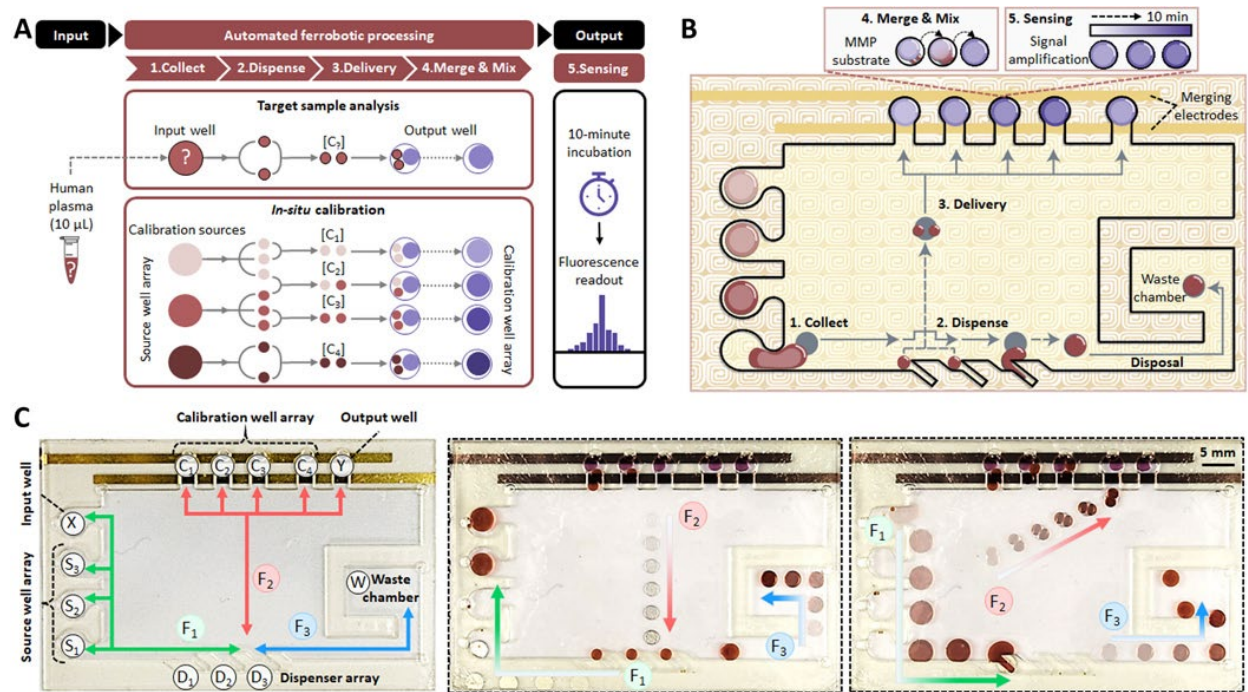 A
Input
Automated ferrobotic processing
Output
1.Collect
2.Dispense
3.Delivery
4.Merge & Mix
5.Sensing
Target sample analysis
Input well
[C?]
Output well
?
Human
plasma
(10 µL)
?
In-situ calibration
Calibration sources
Source well array
[C1]
[C2]
[C3]
[C4]
Calibration well array
10-minute
incubation
Fluorescence
readout
B
4. Merge & Mix
MMP
substrate
5. Sensing
10 min
Signal
amplification
Merging
electrodes
3. Delivery
Waste
chamber
1. Collect
2. Dispense
Disposal
C
Calibration well array
Output well
Input well
Source well array
C1
C2
C3
C4
Y
X
S3
S2
S1
F1
F2
F3
W
Waste
chamber
D1
D2
D3
Dispenser array
F2
F3
F1
5 mm
F1
F2
F3